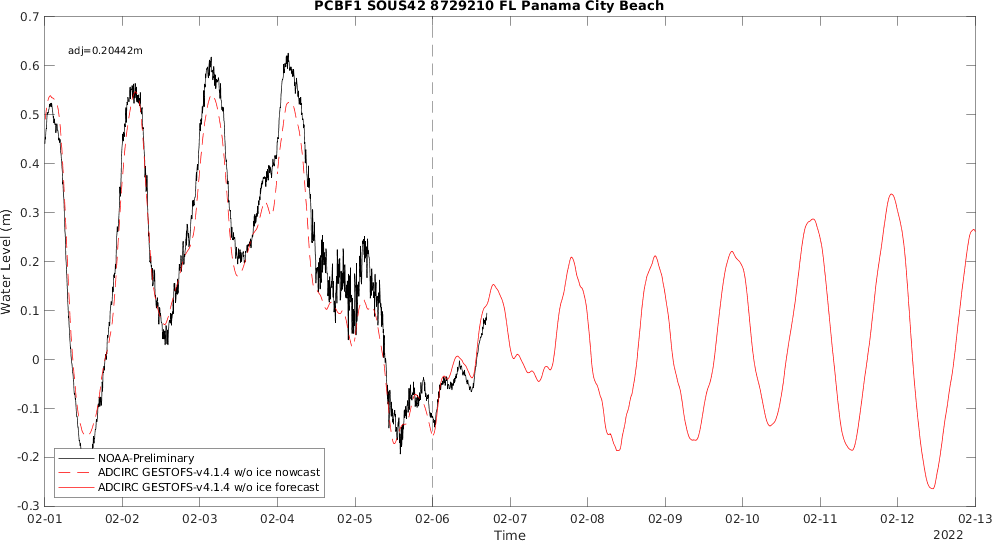 PCBF1 SOUS42 8729210 FL Panama City Beach
0.7
adj=0.20442m
0.6
0.5
0.4
0.3
0.2
0.1
0
-0.1
-0.2
-0.3
Water Level (m)
NOAA-Preliminary
ADCIRC GESTOFS-v4.1.4 w/o ice nowcast
ADCIRC GESTOFS-v4.1.4 w/o ice forecast
02-01 02-02 02-03 02-04 02-05 02-06 02-07 02-08 02-09 02-10 02-11 02-12 02-13
Time
2022